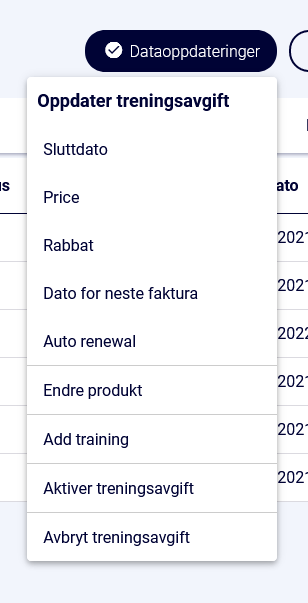 Dataoppdateringer
Oppdater treningsavgift
Sluttdato
us
ato
Price
Rabbat
2021
Dato for neste faktura
2021
Auto renewal
2022
Endre produkt
2021
Add training
2021
Aktiver treningsavgift
2021
Avbryt treningsavgift